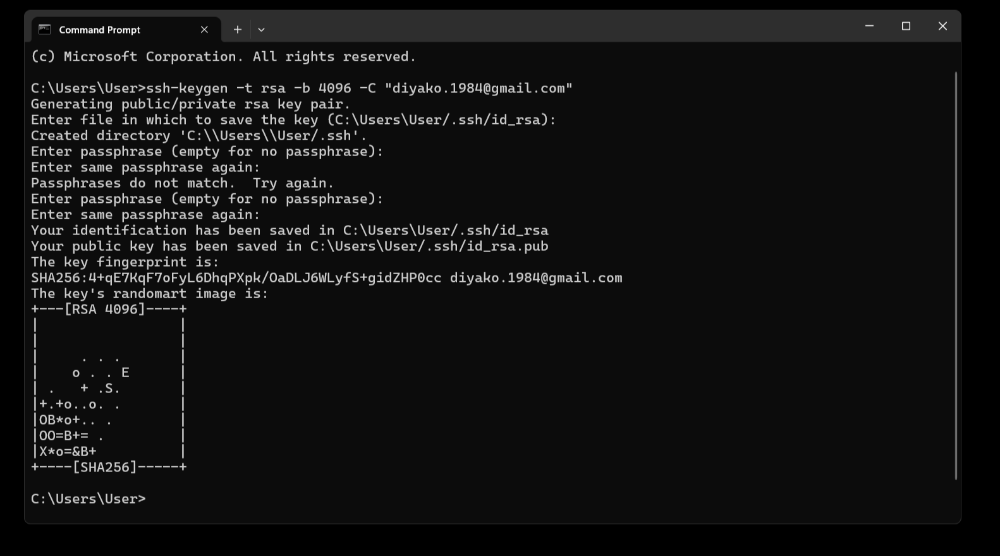 Command Prompt
(c) Microsoft Corporation. All rights reserved.
C:\Users\User>ssh-keygen -t rsa -b 4096 -C "diyako.1984@gmail.com"
Generating public/private rsa key pair.
Enter file in which to save the key (C:\Users\User/.ssh/id_rsa):
Created directory 'C:\\Users\\User/.ssh'.
Enter passphrase (empty for no passphrase):
Enter same passphrase again:
Passphrases do not match.  Try again.
Enter passphrase (empty for no passphrase):
Enter same passphrase again:
Your identification has been saved in C:\Users\User/.ssh/id_rsa
Your public key has been saved in C:\Users\User/.ssh/id_rsa.pub
The key fingerprint is:
SHA256:4+qE7KqF7oFyL6DhqPXpk/OaDLJ6WLyfS+gidZHP0cc diyako.1984@gmail.com
The key's randomart image is:
+---[RSA 4096]----+
|                 |
|                 |
|     . . .       |
|    o . . E      |
| .   + .S.       |
|+.+o..o. .       |
|OB*o+.. .        |
|OO=B+= .         |
|X*o=&B+          |
+----[SHA256]-----+
C:\Users\User>